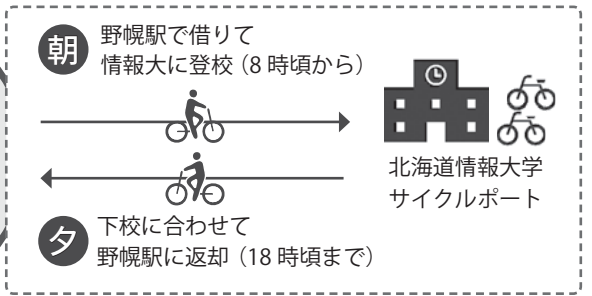 朝
野幌駅で借りて
情報大に登校（8 時頃から）
北海道情報大学
サイクルポート
夕
下校に合わせて
野幌駅に返却（18 時頃まで）